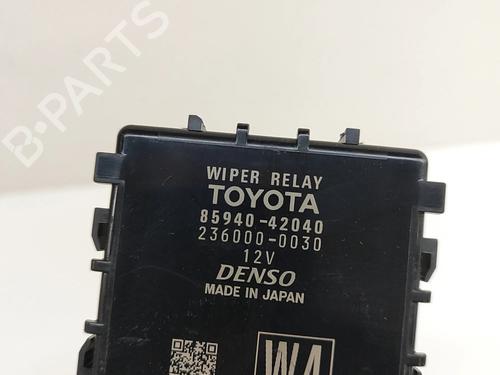 B-PARTS
WIPER RELAY
TOYOTA
85940-42040
236000-0030
12V
DENSO
MADE IN JAPAN
W4